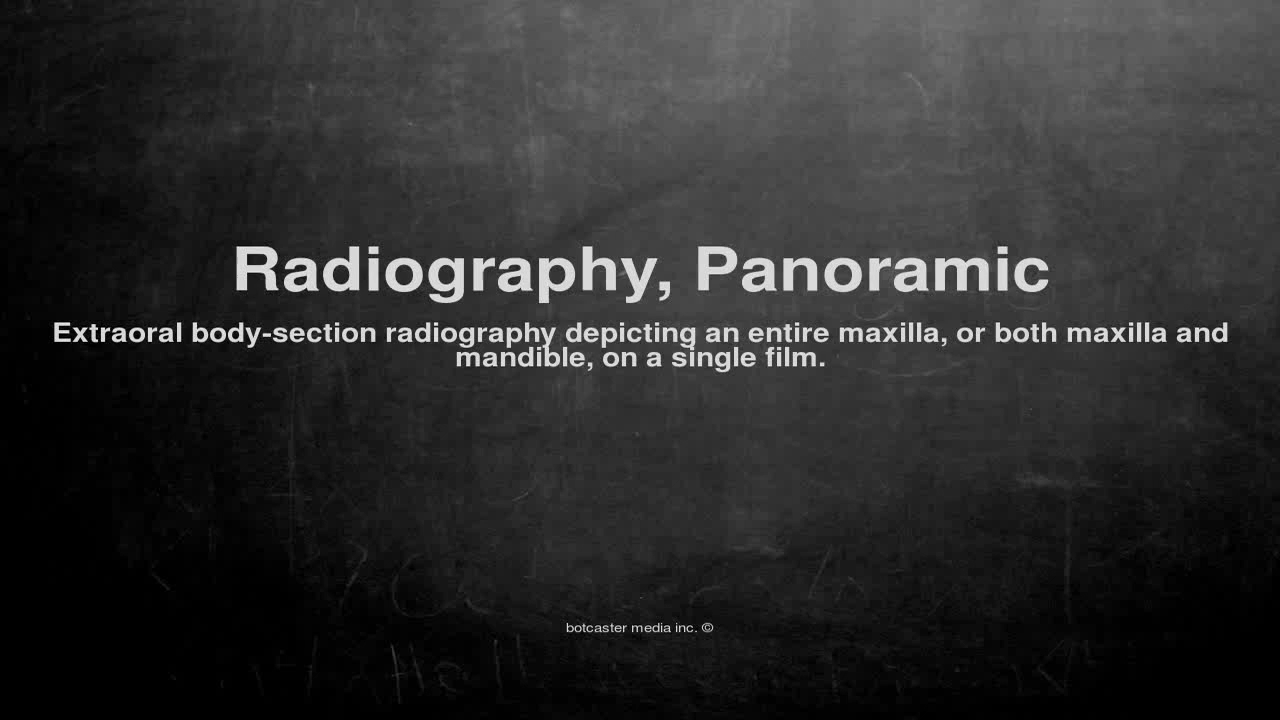 Radiography, Panoramic
Extraoral body-section radiography depicting an entire maxilla, or both maxilla and
mandible, on a single film.
botcaster media inc. ©